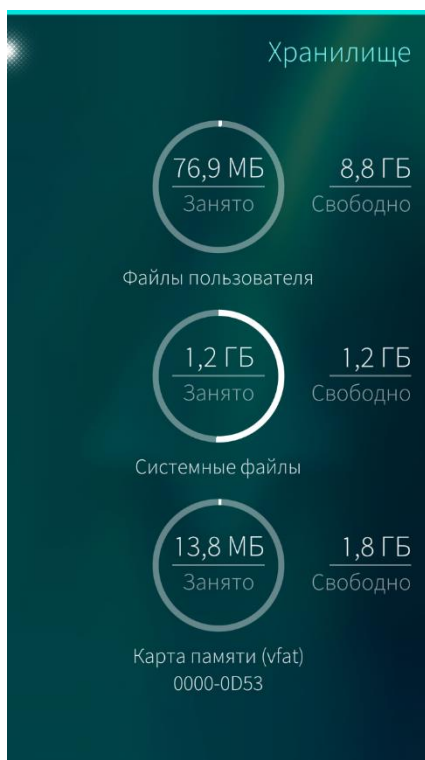 Хранилище
76,9 МБ 8,8 ГБ
Занято Свободно
Файлы пользователя
1,2 ГБ 1,2 ГБ
Занято Свободно
Системные файлы
13,8 МБ 1,8 ГБ
Занято Свободно
Карта памяти (vfat)
0000-0D53